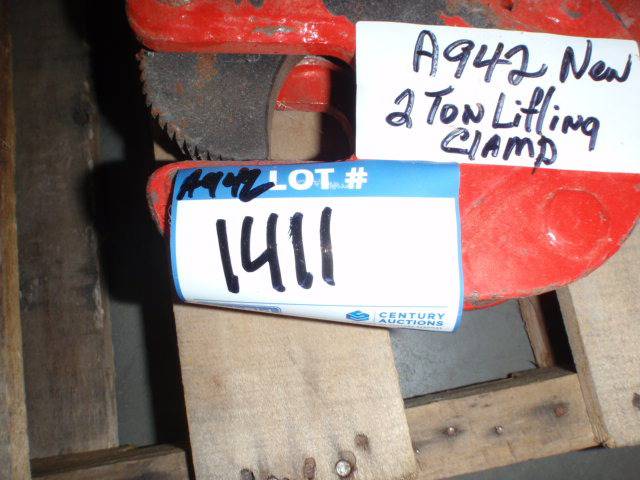 A942 New
2 Ton Lifting
Clamp
A942 LOT #
1411
CENTURY
AUCTIONS